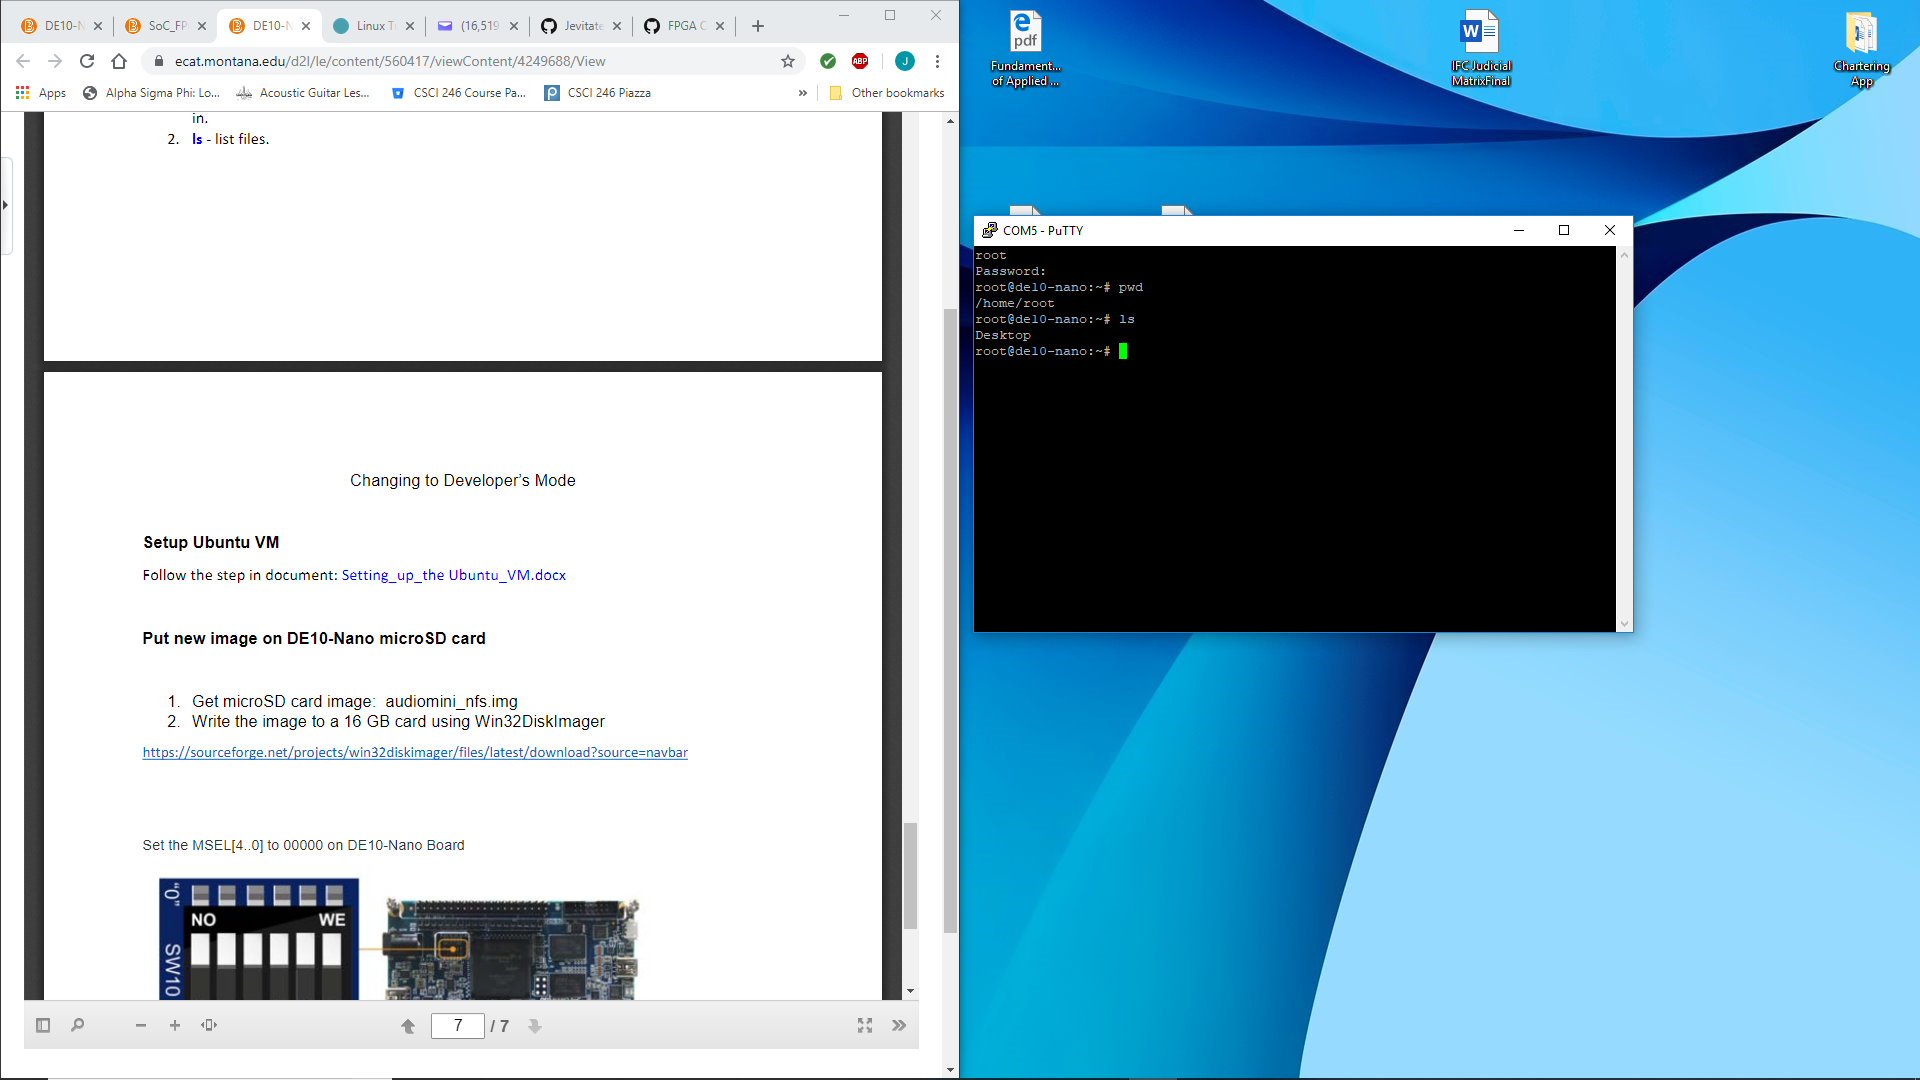 DE10-N
SoC_FP
DE10-N
Linux T
(16,519
Jevitate
FPGA C
ecat.montana.edu/d2l/le/content/560417/viewContent/4249688/View
ABP
J
Apps
Alpha Sigma Phi: Lo...
Acoustic Guitar Les...
CSCI 246 Course Pa...
CSCI 246 Piazza
»
Other bookmarks
in.
2. ls - list files.
Changing to Developer's Mode
Setup Ubuntu VM
Follow the step in document: Setting_up_the Ubuntu_VM.docx
Put new image on DE10-Nano microSD card
1. Get microSD card image: audiomini_nfs.img
2. Write the image to a 16 GB card using Win32DiskImager
https://sourceforge.net/projects/win32diskimager/files/latest/download?source=navbar
Set the MSEL[4..0] to 00000 on DE10-Nano Board
"0"
NO WE
SW10
7 / 7
pdf
Fundament...
of Applied ...
IFC Judicial
MatrixFinal
Chartering
App
COM5 - PuTTY
root
Password:
root@de10-nano:~# pwd
/home/root
root@de10-nano:~# ls
Desktop
root@de10-nano:~#